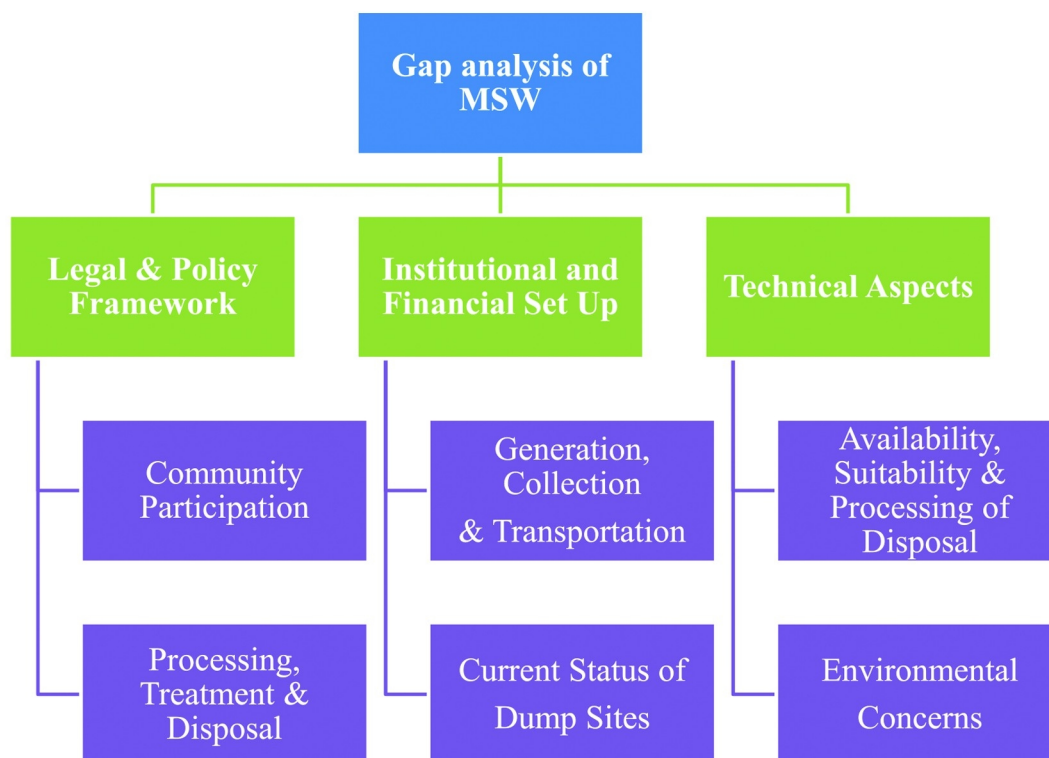 Gap analysis of
MSW
Legal & Policy
Framework
Institutional and
Financial Set Up
Technical Aspects
Community
Participation
Generation,
Collection
& Transportation
Availability,
Suitability &
Processing of
Disposal
Processing,
Treatment &
Disposal
Current Status of
Dump Sites
Environmental
Concerns